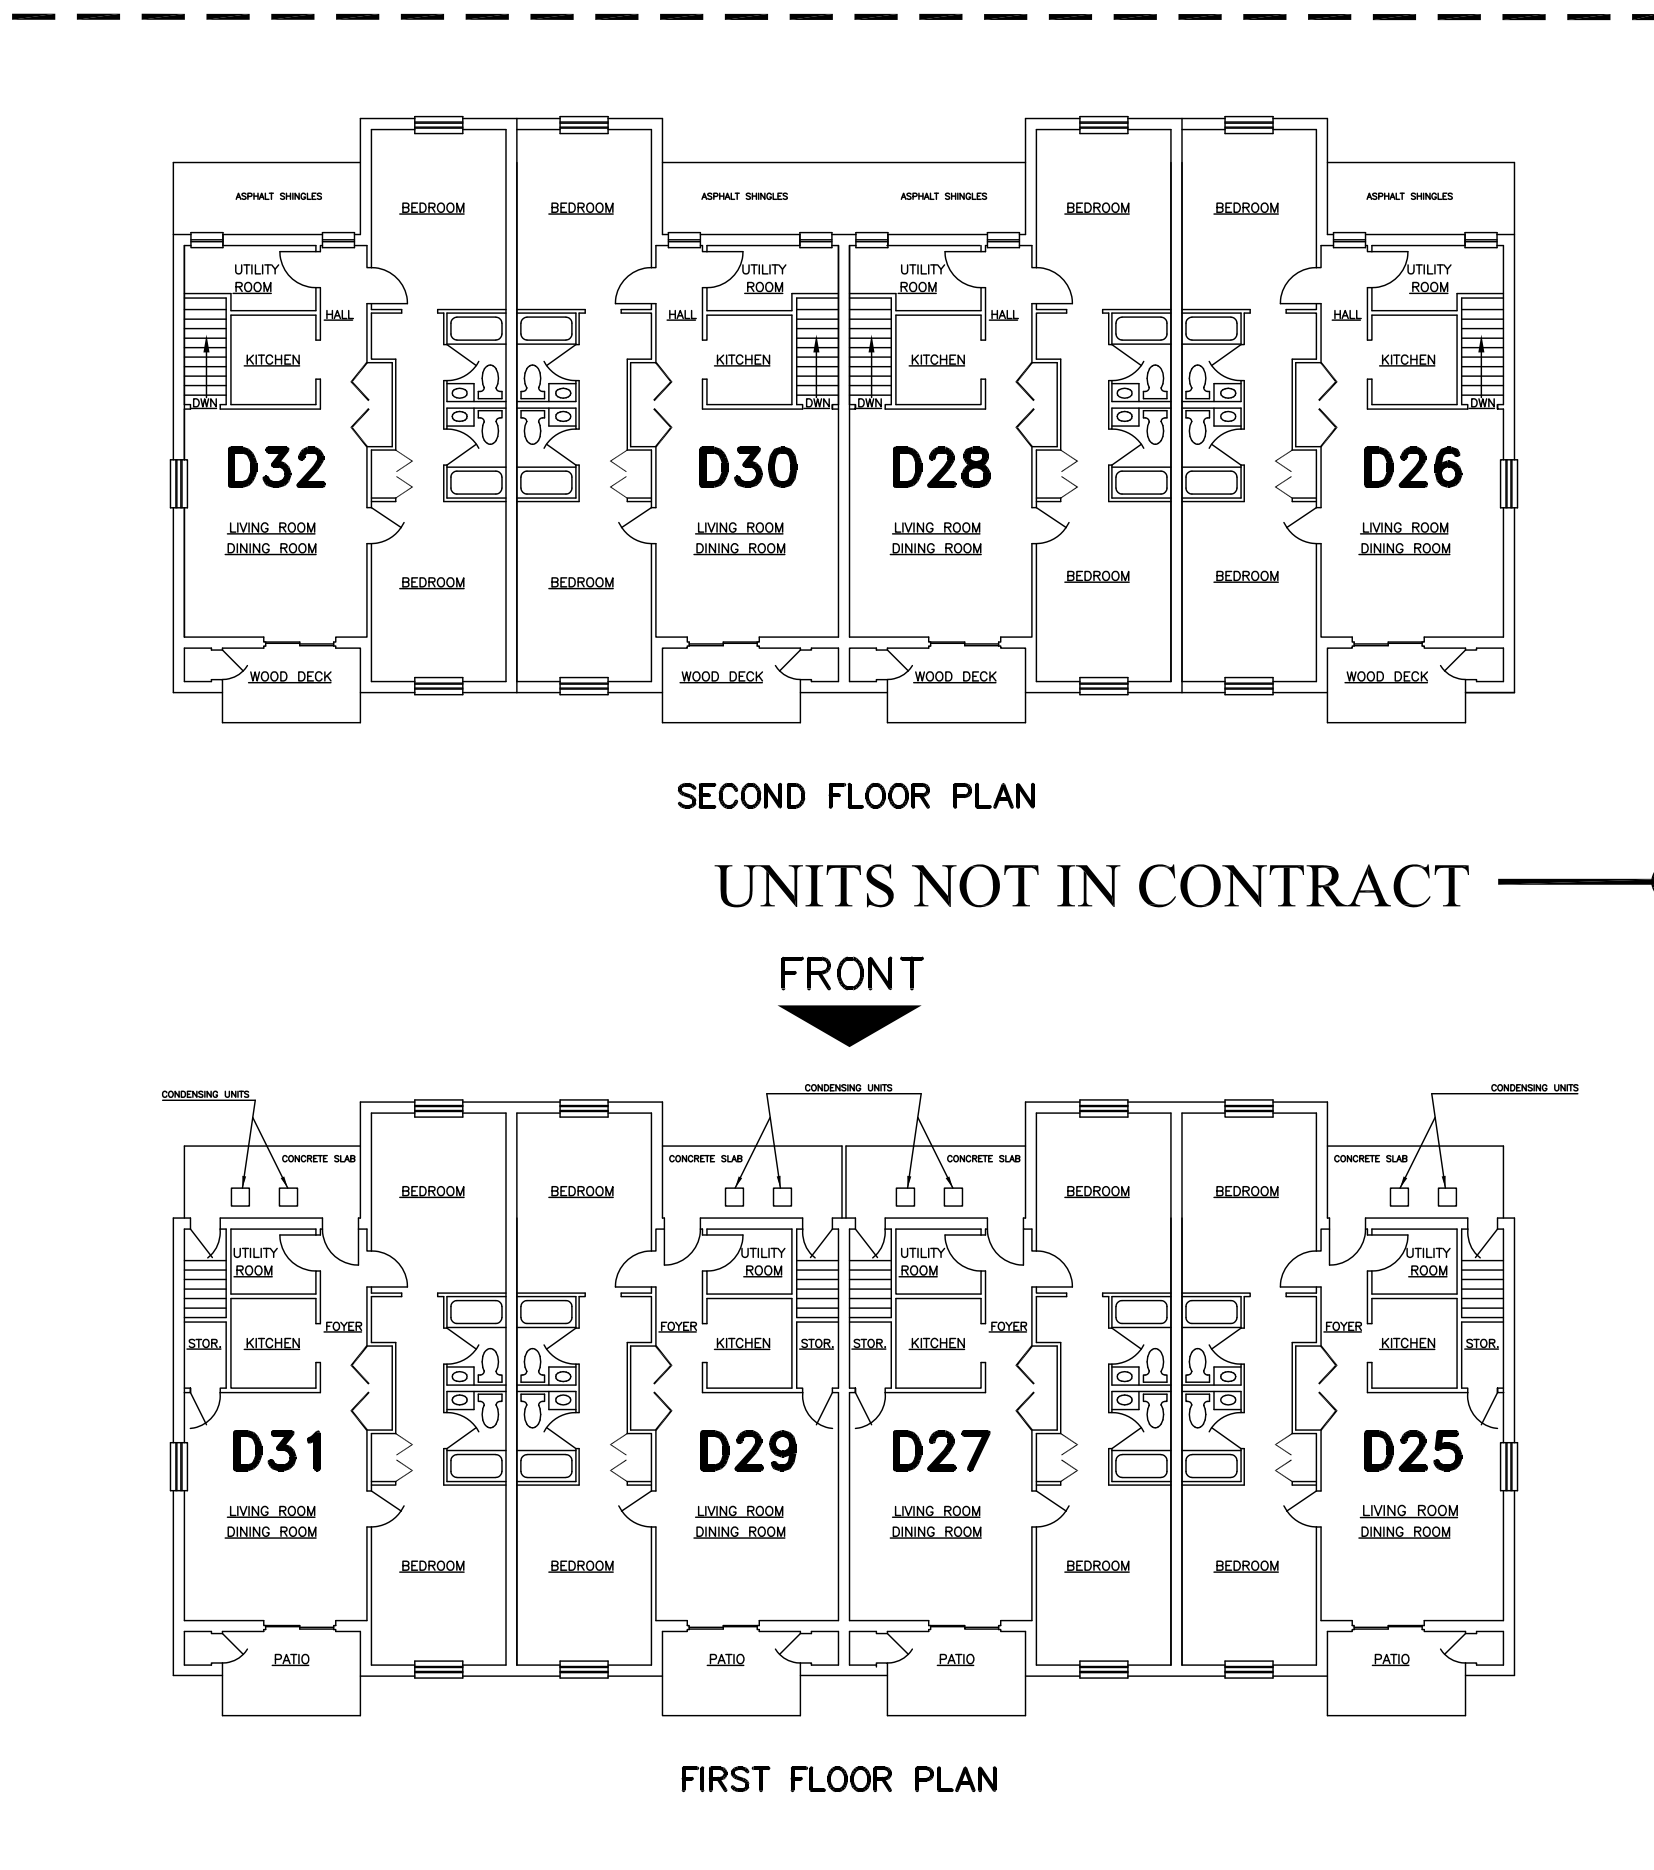 ASPHALT SHINGLES
ASPHALT SHINGLES
ASPHALT SHINGLES
ASPHALT SHINGLES
BEDROOM
BEDROOM
BEDROOM
BEDROOM
UTILITY
ROOM
UTILITY
ROOM
UTILITY
ROOM
UTILITY
ROOM
HALL
HALL
HALL
HALL
KITCHEN
KITCHEN
KITCHEN
KITCHEN
DWN
DWN
DWN
DWN
D32
D30
D28
D26
LIVING ROOM
DINING ROOM
LIVING ROOM
DINING ROOM
LIVING ROOM
DINING ROOM
LIVING ROOM
DINING ROOM
BEDROOM
BEDROOM
BEDROOM
BEDROOM
WOOD DECK
WOOD DECK
WOOD DECK
WOOD DECK
SECOND FLOOR PLAN
UNITS NOT IN CONTRACT
FRONT
CONDENSING UNITS
CONDENSING UNITS
CONDENSING UNITS
CONCRETE SLAB
CONCRETE SLAB
CONCRETE SLAB
CONCRETE SLAB
BEDROOM
BEDROOM
BEDROOM
BEDROOM
UTILITY
ROOM
UTILITY
ROOM
UTILITY
ROOM
UTILITY
ROOM
FOYER
FOYER
FOYER
FOYER
STOR.
KITCHEN
KITCHEN
STOR.
STOR.
KITCHEN
KITCHEN
STOR.
D31
D29
D27
D25
LIVING ROOM
DINING ROOM
LIVING ROOM
DINING ROOM
LIVING ROOM
DINING ROOM
LIVING ROOM
DINING ROOM
BEDROOM
BEDROOM
BEDROOM
BEDROOM
PATIO
PATIO
PATIO
PATIO
FIRST FLOOR PLAN